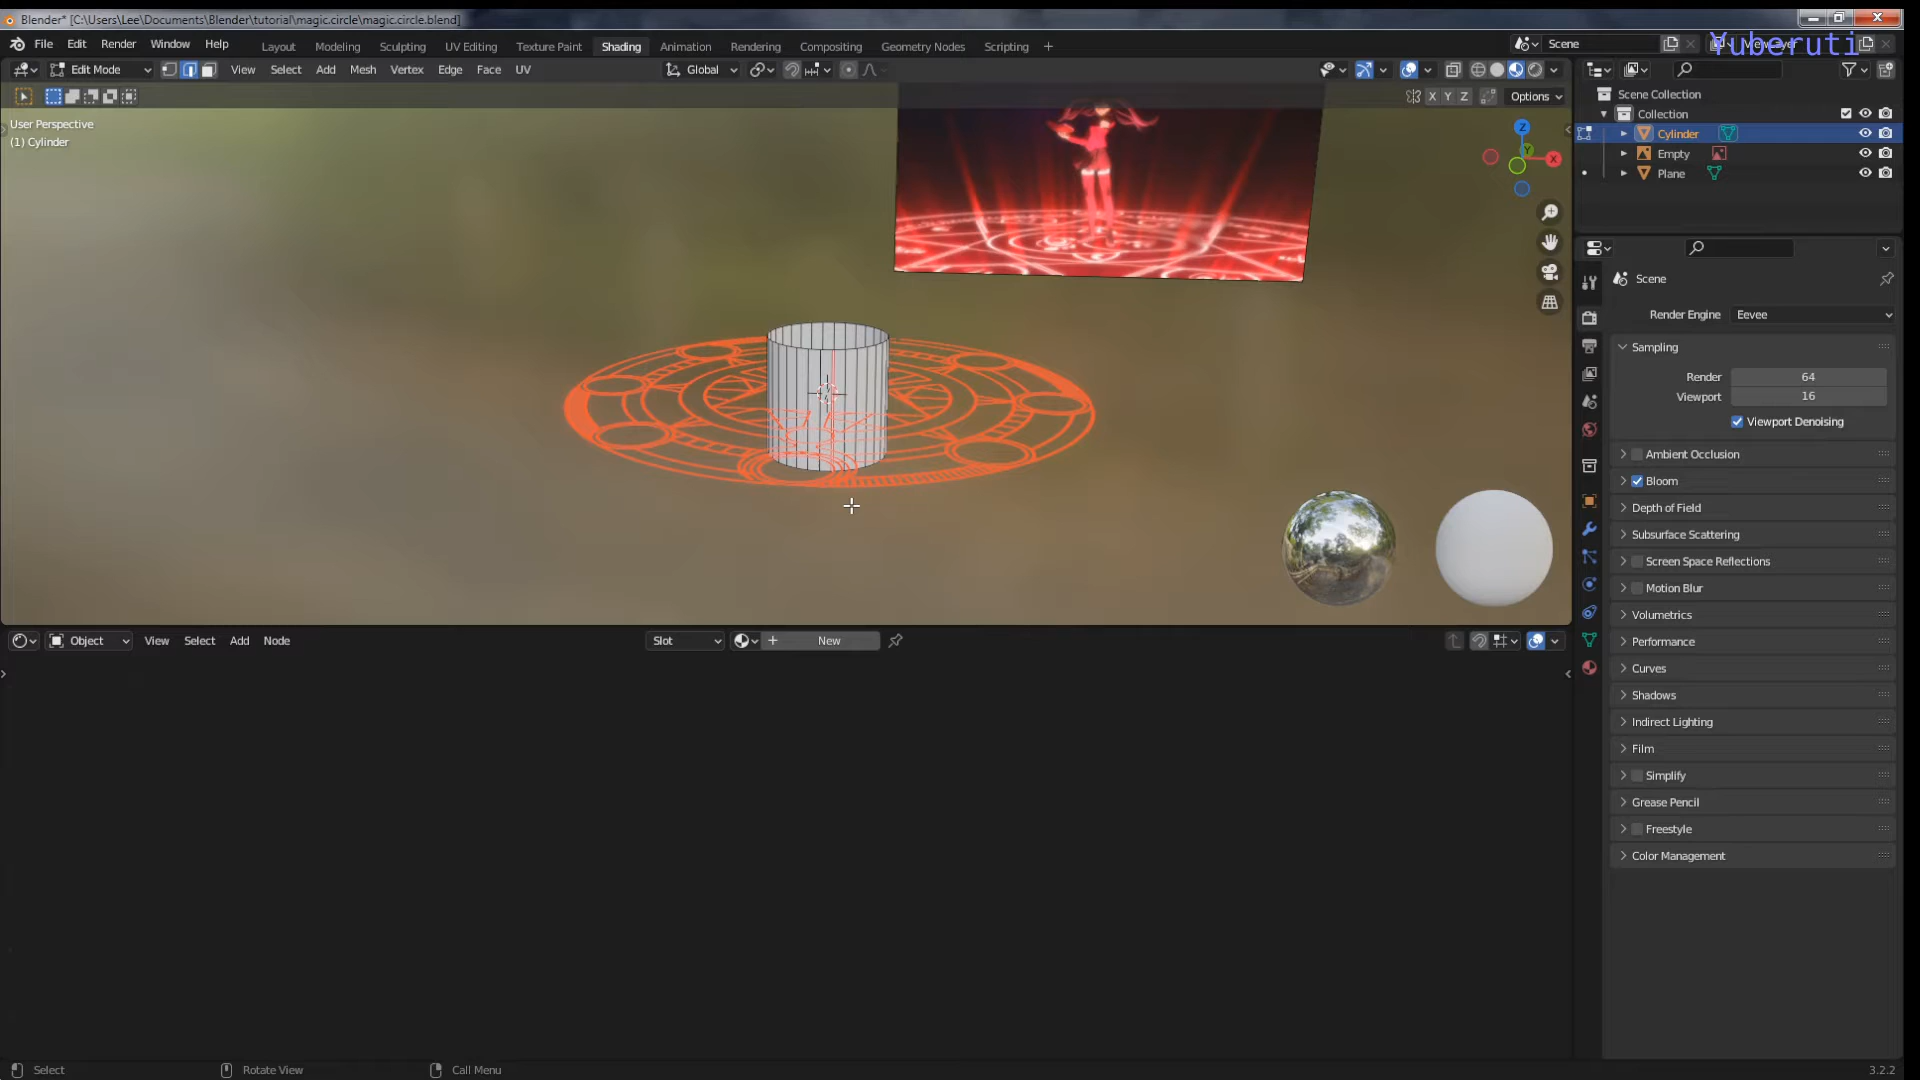 Blender* [C:\Users\Lee\Documents\Blender\tutorial\magic.circle\magic.circle.blend]
File Edit Render Window Help Layout Modeling Sculpting UV Editing Texture Paint Shading Animation Rendering Compositing Geometry Nodes Scripting + Scene
Yuberuti
Edit Mode View Select Add Mesh Vertex Edge Face UV Global
X Y Z Options
User Perspective
(1) Cylinder
Z
Y
X
Scene Collection
Collection
Cylinder
Empty
Plane
Scene
Render Engine Eevee
Sampling
Render 64
Viewport 16
Viewport Denoising
Ambient Occlusion
Bloom
Depth of Field
Subsurface Scattering
Screen Space Reflections
Motion Blur
Volumetrics
Performance
Curves
Shadows
Indirect Lighting
Film
Simplify
Grease Pencil
Freestyle
Color Management
Object View Select Add Node Slot + New
Select Rotate View Call Menu 3.2.2